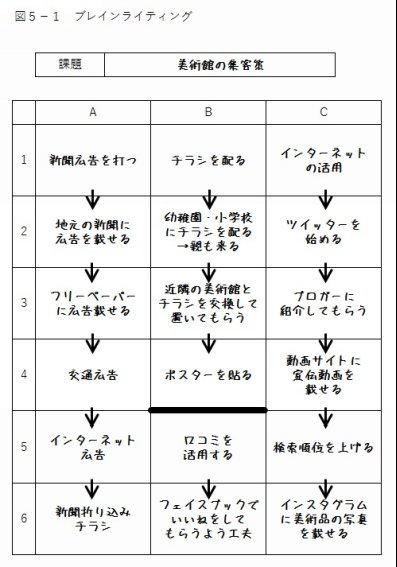 図5-1 ブレインライティング
課題 美術館の集客策
A B C
1 新聞広告を打つ チラシを配る インターネット
の活用
2 地元の新聞に
広告を載せる 幼稚園・小学校
にチラシを配る
→親も来る ツイッターを
始める
3 フリーペーパー
に広告載せる 近隣の美術館と
チラシを交換して
置いてもらう ブロガーに
紹介してもらう
4 交通広告 ポスターを貼る 動画サイトに
宣伝動画を
載せる
5 インターネット
広告 口コミを
活用する 検索順位を上げる
6 新聞折り込み
チラシ フェイスブックで
いいねをして
もらうよう工夫 インスタグラム
に美術品の写真
を載せる